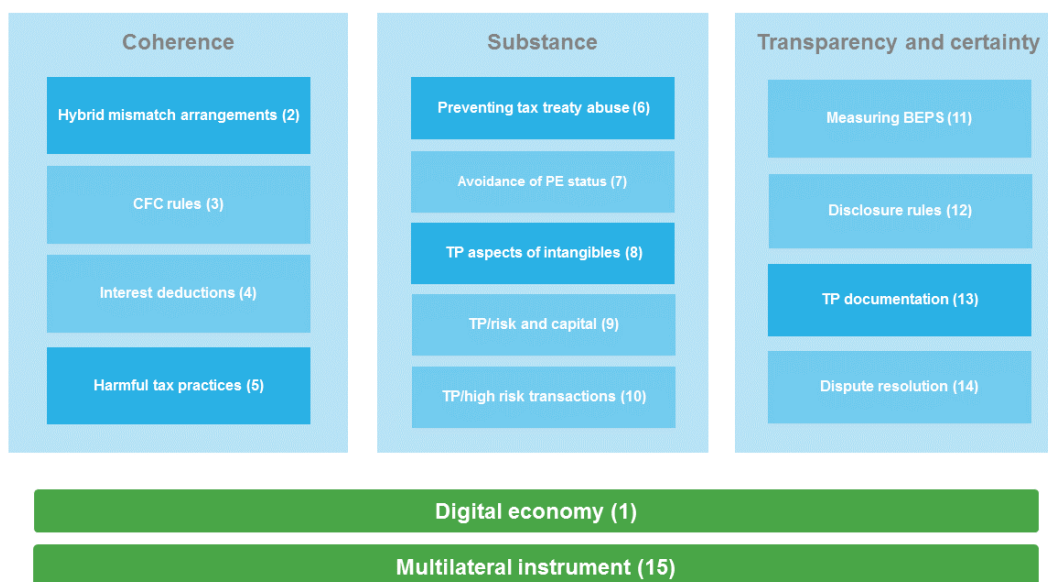 Coherence
Hybrid mismatch arrangements (2)
CFC rules (3)
Interest deductions (4)
Harmful tax practices (5)
Substance
Preventing tax treaty abuse (6)
Avoidance of PE status (7)
TP aspects of intangibles (8)
TP/risk and capital (9)
TP/high risk transactions (10)
Transparency and certainty
Measuring BEPS (11)
Disclosure rules (12)
TP documentation (13)
Dispute resolution (14)
Digital economy (1)
Multilateral instrument (15)